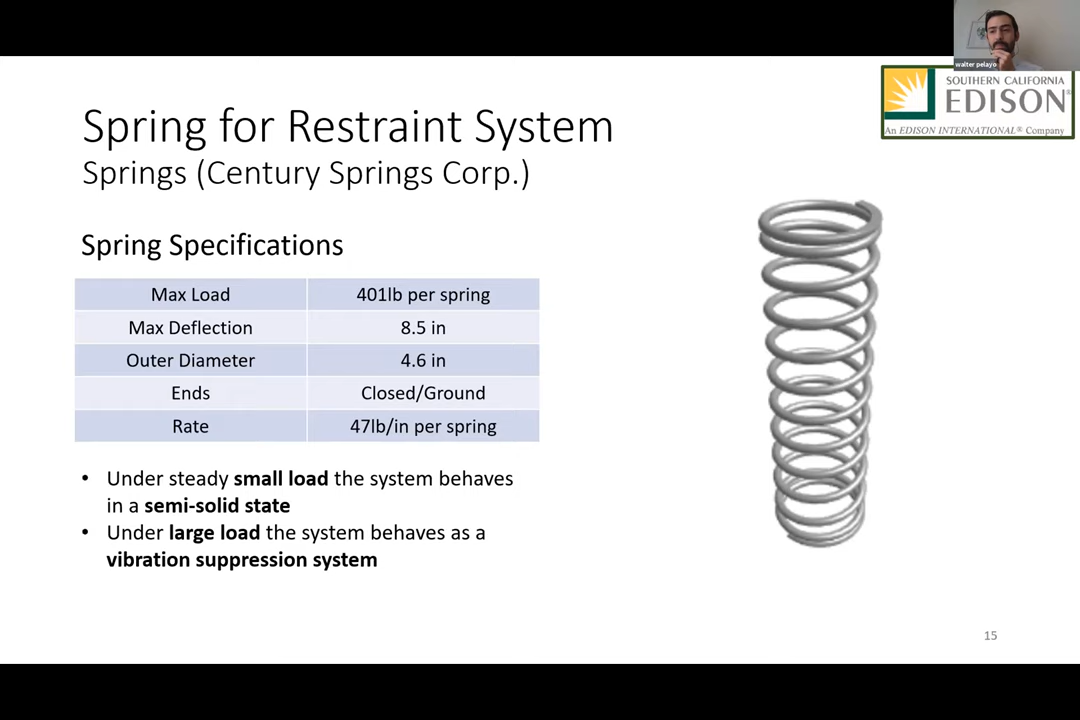 walter pelayo
SOUTHERN CALIFORNIA
EDISON®
An EDISON INTERNATIONAL® Company
Spring for Restraint System
Springs (Century Springs Corp.)
Spring Specifications
Max Load 401lb per spring
Max Deflection 8.5 in
Outer Diameter 4.6 in
Ends Closed/Ground
Rate 47lb/in per spring
• Under steady small load the system behaves
in a semi-solid state
• Under large load the system behaves as a
vibration suppression system
15